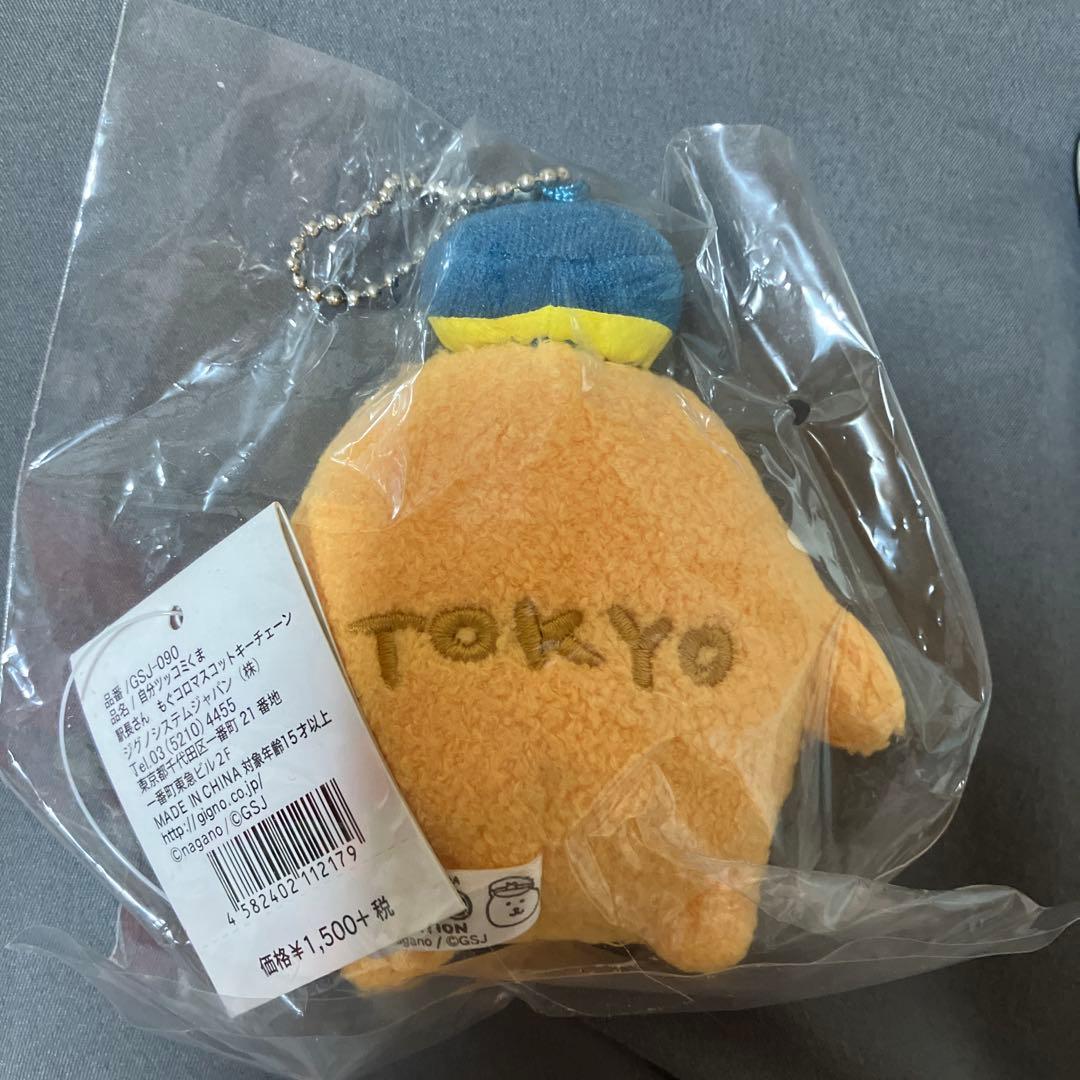 TOKYO
品番/GSJ-090
品名/自分ツッコミくま
駅長さん もぐコロマスコットキーチェーン
ジグノシステムジャパン(株)
Tel.03(5210)4455
東京都千代田区一番町21番地
一番町東急ビル2F
MADE IN CHINA 対象年齢15才以上
http://gigno.co.jp/
©nagano/©GSJ
4582402112179
価格¥1,500+税
nagano/©GSJ